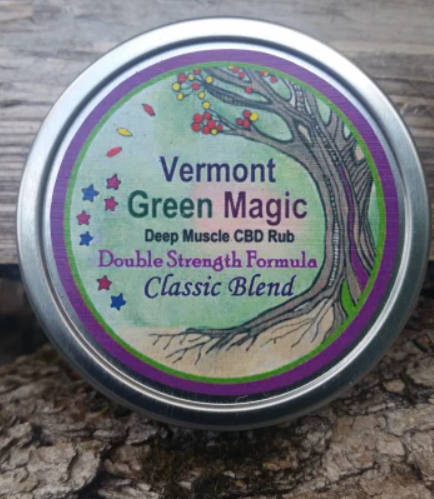 Vermont
Green Magic
Deep Muscle CBD Rub
Double Strength Formula
Classic Blend